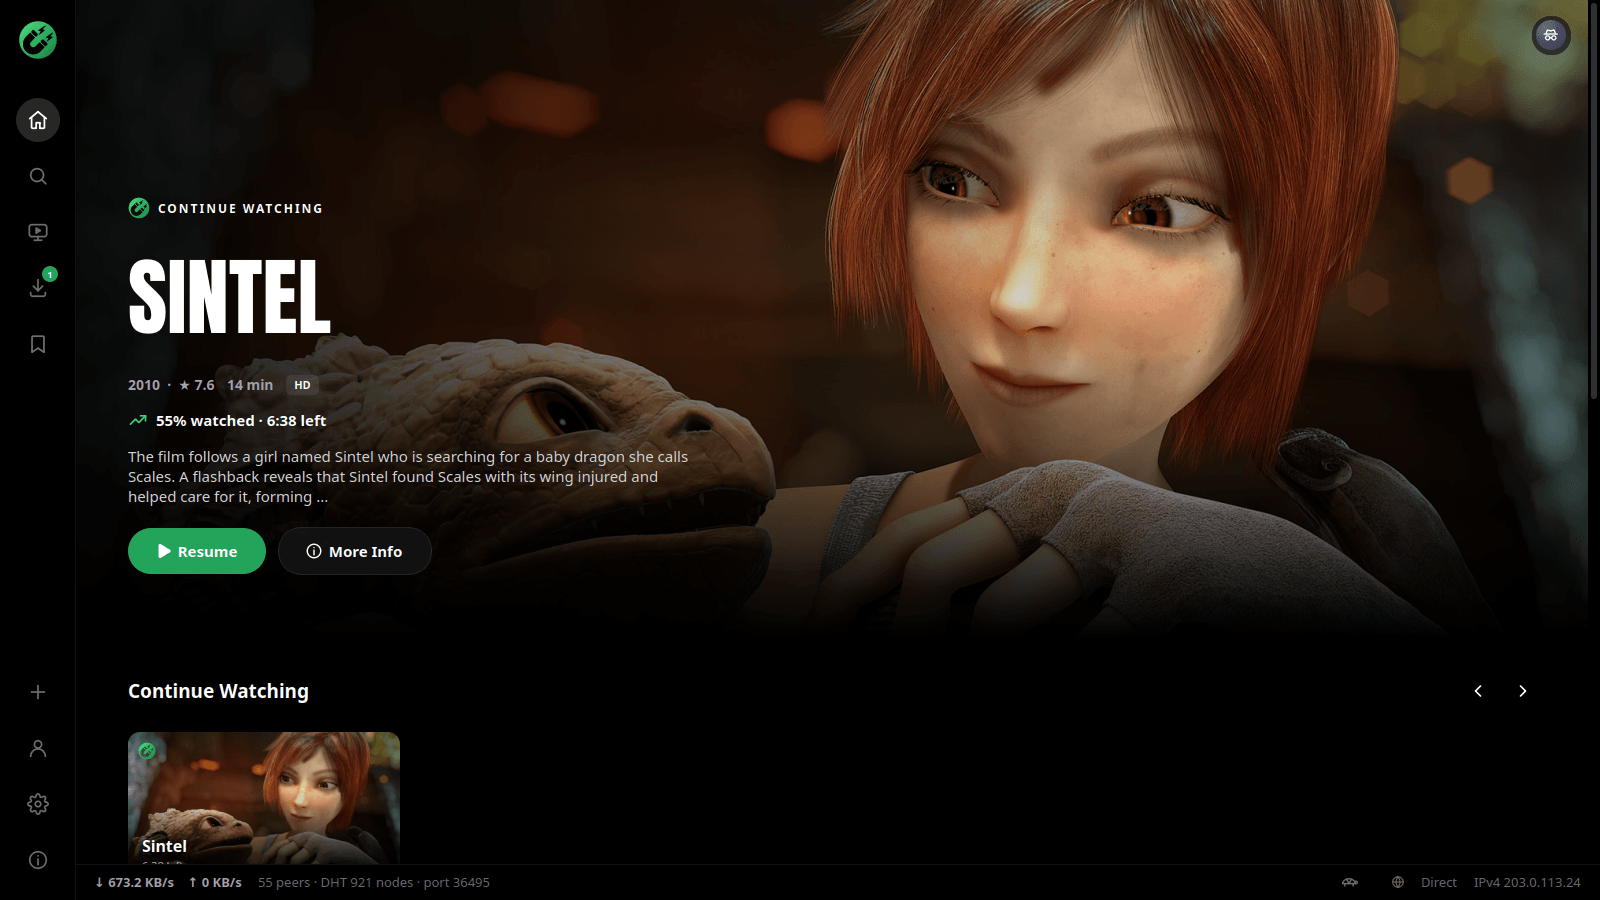 1
CONTINUE WATCHING
SINTEL
2010 · ★ 7.6 14 min HD
55% watched · 6:38 left
The film follows a girl named Sintel who is searching for a baby dragon she calls
Scales. A flashback reveals that Sintel found Scales with its wing injured and
helped care for it, forming ...
Resume
More Info
Continue Watching
Sintel
↓ 673.2 KB/s ↑ 0 KB/s 55 peers · DHT 921 nodes · port 36495
Direct IPv4 203.0.113.24